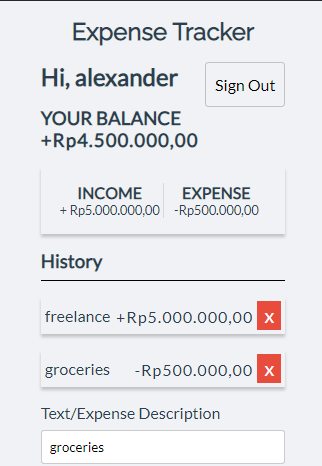 Expense Tracker
Hi, alexander
Sign Out
YOUR BALANCE
+Rp4.500.000,00
INCOME EXPENSE
+ Rp5.000.000,00 -Rp500.000,00
History
freelance +Rp5.000.000,00 x
groceries -Rp500.000,00 x
Text/Expense Description
groceries